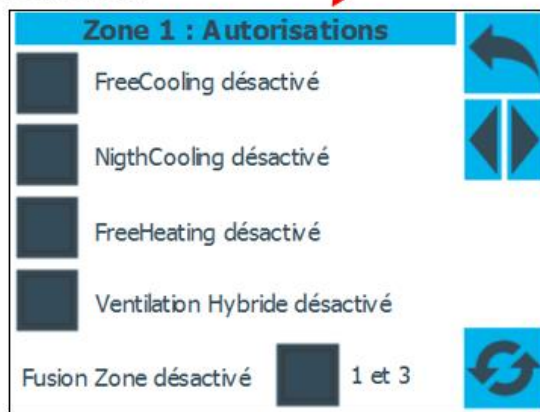 Zone 1 : Autorisations
FreeCooling désactivé
NigthCooling désactivé
FreeHeating désactivé
Ventilation Hybride désactivé
Fusion Zone désactivé 1 et 3